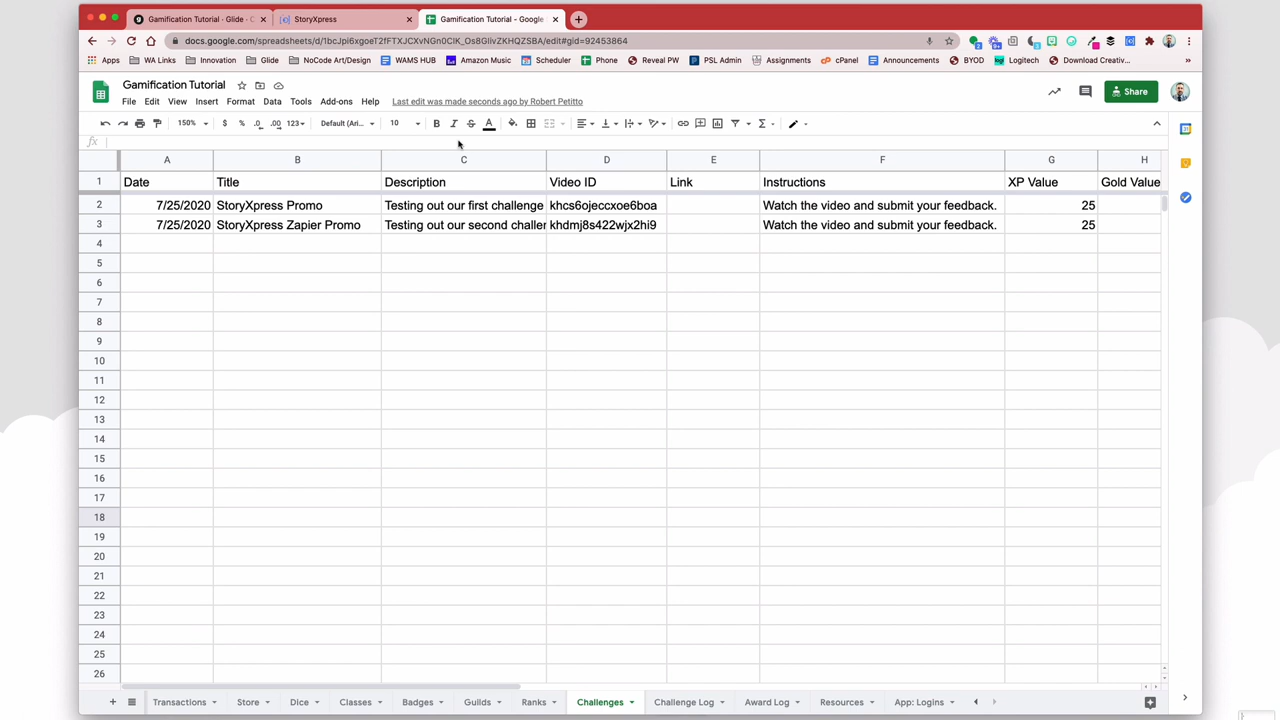 Gamification Tutorial · Glide · C
StoryXpress
Gamification Tutorial - Google
docs.google.com/spreadsheets/d/1bcJpI6xgoeT2fFTXJCXvNGn0ClK_Os8GlivZKHQZSBA/edit#gid=92453864
Apps WA Links Innovation Glide NoCode Art/Design WAMS HUB Amazon Music Scheduler Phone Reveal PW PSL Admin Assignments cPanel Announcements BYOD Logitech Download Creativ... »
Gamification Tutorial
File Edit View Insert Format Data Tools Add-ons Help Last edit was made seconds ago by Robert Petitto
Share
150% $ % .0 .00 123 Default (Ari... 10 B I S A
fx
A B C D E F G H
1 Date Title Description Video ID Link Instructions XP Value Gold Value
2 7/25/2020 StoryXpress Promo Testing out our first challenge khcs6ojeccxoe6boa Watch the video and submit your feedback. 25
3 7/25/2020 StoryXpress Zapier Promo Testing out our second challer khdmj8s422wjx2hi9 Watch the video and submit your feedback. 25
4
5
6
7
8
9
10
11
12
13
14
15
16
17
18
19
20
21
22
23
24
25
26
Transactions Store Dice Classes Badges Guilds Ranks Challenges Challenge Log Award Log Resources App: Logins